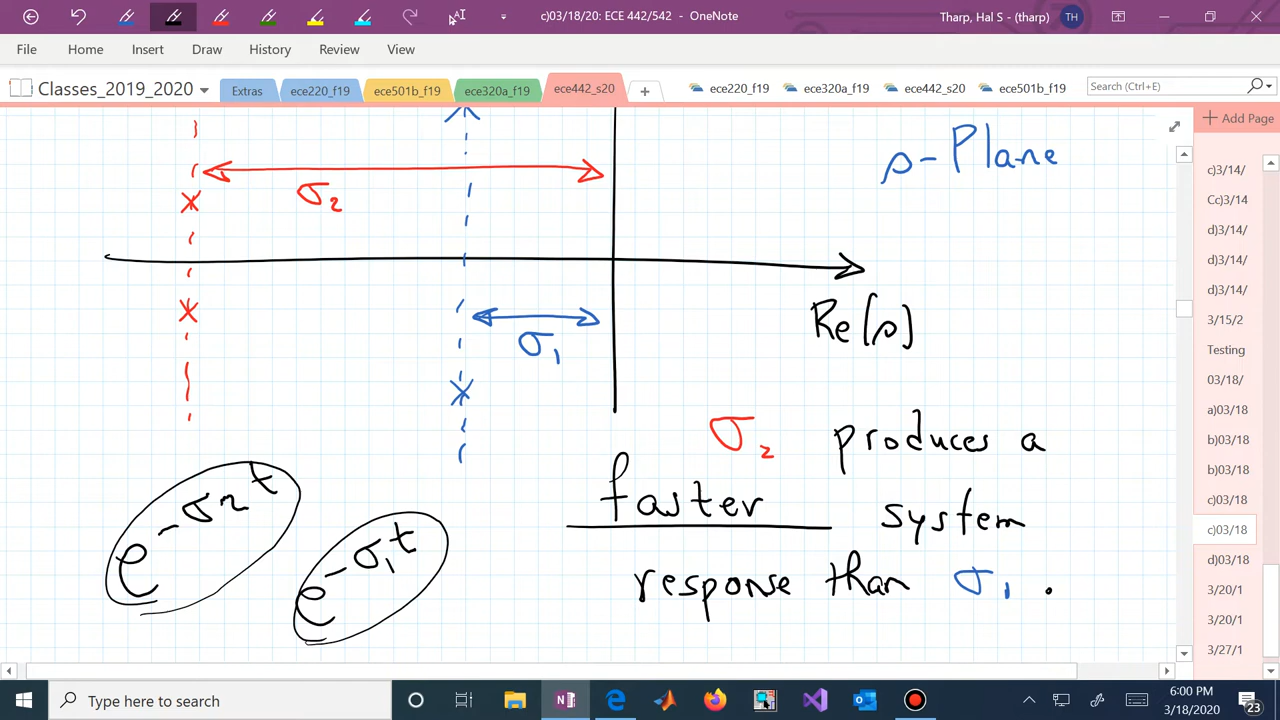 c)03/18/20: ECE 442/542 - OneNote
Tharp, Hal S - (tharp)
TH
File Home Insert Draw History Review View
Classes_2019_2020
Extras ece220_f19 ece501b_f19 ece320a_f19 ece442_s20
ece220_f19 ece320a_f19 ece442_s20 ece501b_f19
Search (Ctrl+E)
Add Page
c)3/14/
Cc)3/14
d)3/14/
d)3/14/
d)3/14/
3/15/2
Testing
03/18/
a)03/18
b)03/18
b)03/18
c)03/18
c)03/18
d)03/18
3/20/1
3/20/1
3/27/1
s-Plane
σ₂
Re(s)
σ₁
σ₂ produces a
faster system
response than σ₁ .
e^-σ₂t
e^-σ₁t
Type here to search
6:00 PM
3/18/2020
23